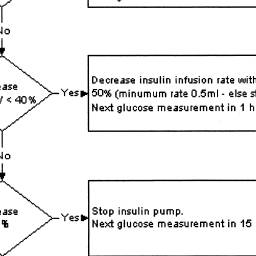 No
Decrease insulin infusion rate with
50% (minumum rate 0.5ml - else st
Next glucose measurement in 1 h
ease
/ < 40%
Yes
No
Stop insulin pump.
Next glucose measurement in 15
ease
%
Yes